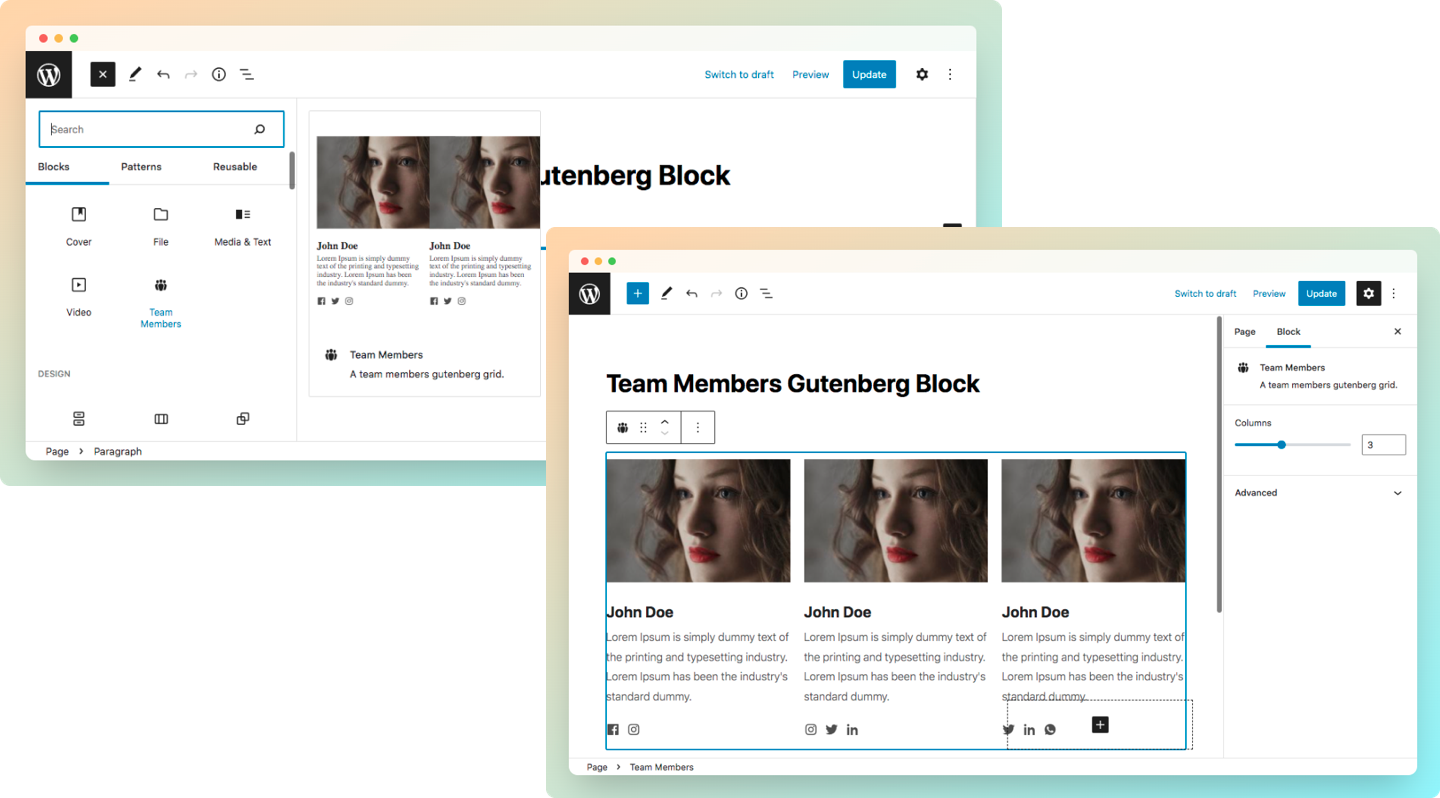 Switch to draft
Preview
Update
Search
Blocks
Patterns
Reusable
Cover
File
Media & Text
Video
Team
Members
DESIGN
utenberg Block
John Doe
Lorem Ipsum is simply dummy
text of the printing and typesetting
industry. Lorem Ipsum has been
the industry's standard dummy.
John Doe
Lorem Ipsum is simply dummy
text of the printing and typesetting
industry. Lorem Ipsum has been
the industry's standard dummy.
Team Members
A team members gutenberg grid.
Page > Paragraph
Switch to draft
Preview
Update
Page
Block
Team Members
A team members gutenberg grid.
Columns
3
Advanced
Team Members Gutenberg Block
John Doe
Lorem Ipsum is simply dummy text of
the printing and typesetting industry.
Lorem Ipsum has been the industry's
standard dummy.
John Doe
Lorem Ipsum is simply dummy text of
the printing and typesetting industry.
Lorem Ipsum has been the industry's
standard dummy.
John Doe
Lorem Ipsum is simply dummy text of
the printing and typesetting industry.
Lorem Ipsum has been the industry's
standard dummy.
Page > Team Members